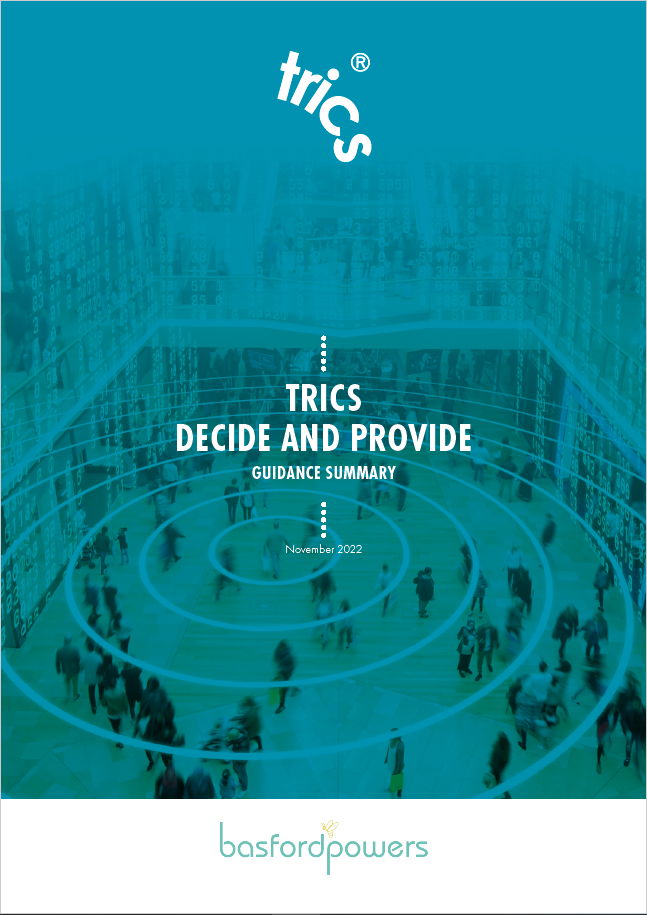 trics®
TRICS
DECIDE AND PROVIDE
GUIDANCE SUMMARY
November 2022
basfordpowers